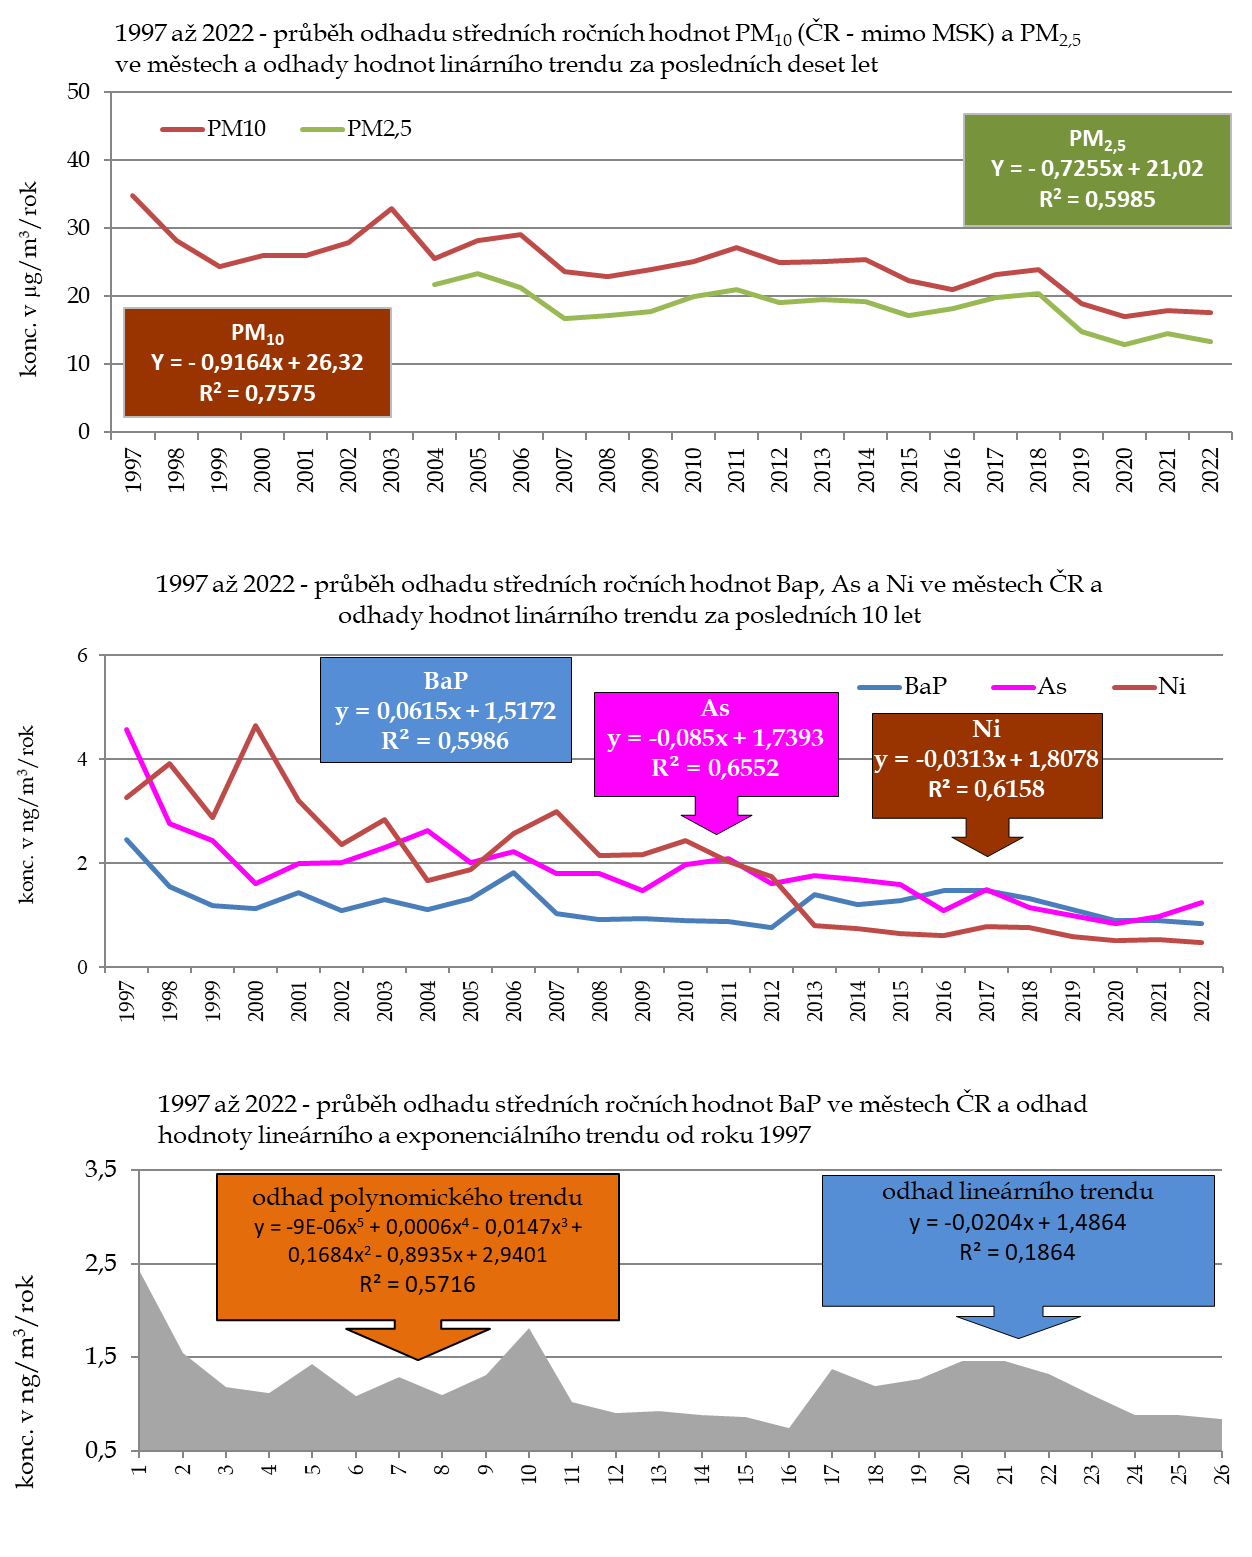 1997 až 2022 - průběh odhadu středních ročních hodnot PM10 (ČR - mimo MSK) a PM2,5
ve městech a odhady hodnot linárního trendu za posledních deset let
50
40
30
20
10
0
konc. v µg/m³/rok
PM10
PM2,5
PM2,5
Y = - 0,7255x + 21,02
R² = 0,5985
PM10
Y = - 0,9164x + 26,32
R² = 0,7575
1997 1998 1999 2000 2001 2002 2003 2004 2005 2006 2007 2008 2009 2010 2011 2012 2013 2014 2015 2016 2017 2018 2019 2020 2021 2022
1997 až 2022 - průběh odhadu středních ročních hodnot Bap, As a Ni ve městech ČR a
odhady hodnot linárního trendu za posledních 10 let
6
4
2
0
konc. v ng/m³/rok
BaP
y = 0,0615x + 1,5172
R² = 0,5986
As
y = -0,085x + 1,7393
R² = 0,6552
BaP
As
Ni
Ni
y = -0,0313x + 1,8078
R² = 0,6158
1997 1998 1999 2000 2001 2002 2003 2004 2005 2006 2007 2008 2009 2010 2011 2012 2013 2014 2015 2016 2017 2018 2019 2020 2021 2022
1997 až 2022 - průběh odhadu středních ročních hodnot BaP ve městech ČR a odhad
hodnoty lineárního a exponenciálního trendu od roku 1997
3,5
2,5
1,5
0,5
konc. v ng/m³/rok
odhad polynomického trendu
y = -9E-06x⁵ + 0,0006x⁴ - 0,0147x³ +
0,1684x² - 0,8935x + 2,9401
R² = 0,5716
odhad lineárního trendu
y = -0,0204x + 1,4864
R² = 0,1864
1 2 3 4 5 6 7 8 9 10 11 12 13 14 15 16 17 18 19 20 21 22 23 24 25 26